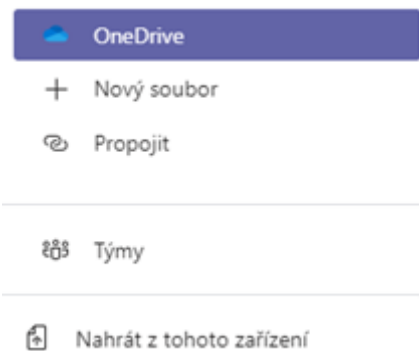 OneDrive
Nový soubor
Propojit
Týmy
Nahrát z tohoto zařízení